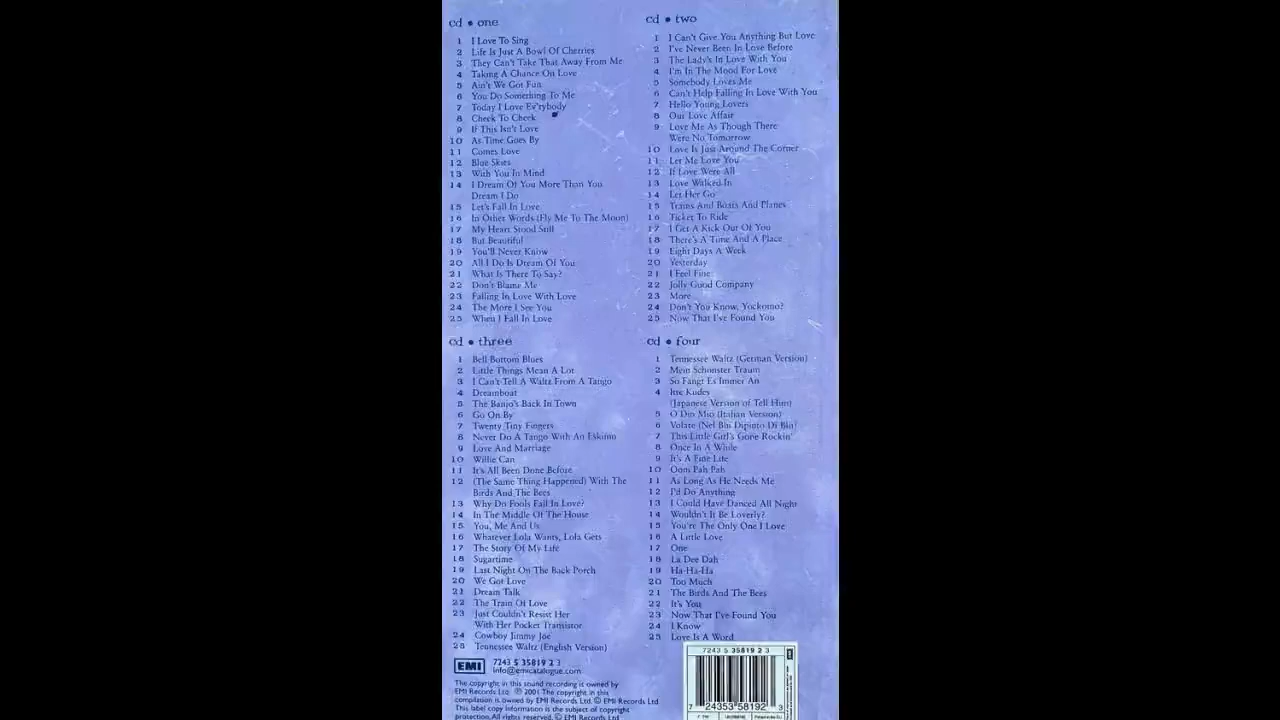 cd • one
1 I Love To Sing
2 Life Is Just A Bowl Of Cherries
3 They Can't Take That Away From Me
4 Taking A Chance On Love
5 Ain't We Got Fun
6 You Do Something To Me
7 Today I Love Ev'rybody
8 Cheek To Cheek
9 If This Isn't Love
10 As Time Goes By
11 Comes Love
12 Blue Skies
13 With You In Mind
14 I Dream Of You More Than You
Dream I Do
15 Let's Fall In Love
16 In Other Words (Fly Me To The Moon)
17 My Heart Stood Still
18 But Beautiful
19 You'll Never Know
20 All I Do Is Dream Of You
21 What Is There To Say?
22 Don't Blame Me
23 Falling In Love With Love
24 The More I See You
25 When I Fall In Love
cd • two
1 I Can't Give You Anything But Love
2 I've Never Been In Love Before
3 The Lady's In Love With You
4 I'm In The Mood For Love
5 Somebody Loves Me
6 Can't Help Falling In Love With You
7 Hello Young Lovers
8 Our Love Affair
9 Love Me As Though There
Were No Tomorrow
10 Love Is Just Around The Corner
11 Let Me Love You
12 If Love Were All
13 Love Walked In
14 Let Her Go
15 Trains And Boats And Planes
16 Ticket To Ride
17 I Get A Kick Out Of You
18 There's A Time And A Place
19 Eight Days A Week
20 Yesterday
21 I Feel Fine
22 Jolly Good Company
23 More
24 Don't You Know, Yockomo?
25 Now That I've Found You
cd • three
1 Bell Bottom Blues
2 Little Things Mean A Lot
3 I Can't Tell A Waltz From A Tango
4 Dreamboat
5 The Banjo's Back In Town
6 Go On By
7 Twenty Tiny Fingers
8 Never Do A Tango With An Eskimo
9 Love And Marriage
10 Willie Can
11 It's All Been Done Before
12 (The Same Thing Happened) With The
Birds And The Bees
13 Why Do Fools Fall In Love?
14 In The Middle Of The House
15 You, Me And Us
16 Whatever Lola Wants, Lola Gets
17 The Story Of My Life
18 Sugartime
19 Last Night On The Back Porch
20 We Got Love
21 Dream Talk
22 The Train Of Love
23 Just Couldn't Resist Her
With Her Pocket Transistor
24 Cowboy Jimmy Joe
25 Tennessee Waltz (English Version)
cd • four
1 Tennessee Waltz (German Version)
2 Mein Schonster Traum
3 So Fangt Es Immer An
4 Itse Kudes
(Japanese Version of Tell Him)
5 O Dio Mio (Italian Version)
6 Volare (Nel Blu Dipinto Di Blu)
7 This Little Girl's Gone Rockin'
8 Once In A While
9 It's A Fine Life
10 Oom Pah Pah
11 As Long As He Needs Me
12 I'd Do Anything
13 I Could Have Danced All Night
14 Wouldn't It Be Loverly?
15 You're The Only One I Love
16 A Little Love
17 One
18 La Dee Dah
19 Ha-Ha-Ha
20 Too Much
21 The Birds And The Bees
22 It's You
23 Now That I've Found You
24 I Know
25 Love Is A Word
EMI
7243 5 35819 2 3
info@emicatalogue.com
The copyright in this sound recording is owned by
EMI Records Ltd. Ⓟ 2001 The copyright in this
compilation is owned by EMI Records Ltd. © EMI Records Ltd
This label copy information is the subject of copyright
protection. All rights reserved. © EMI Records Ltd
7243 5 35819 2 3
7 24353 58192 3